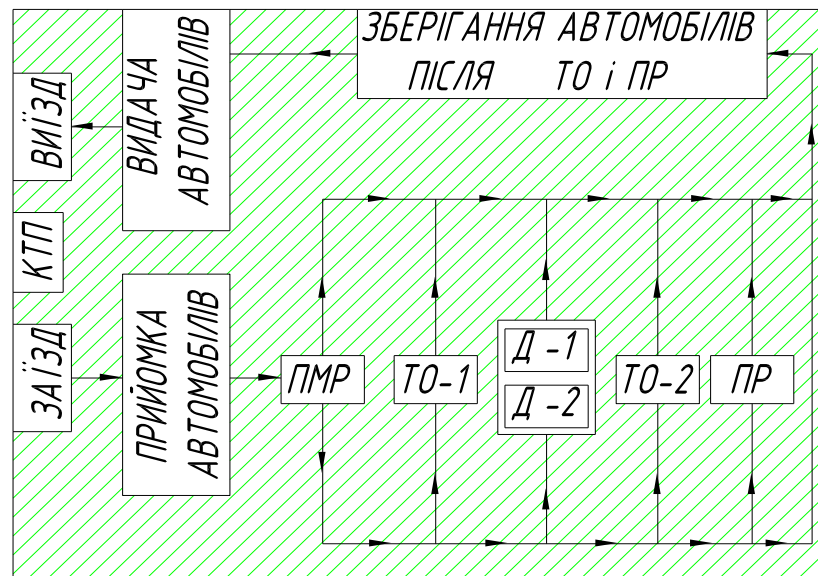 ЗБЕРІГАННЯ АВТОМОБІЛІВ
ПІСЛЯ ТО і ПР
ВИДАЧА
АВТОМОБІЛІВ
ВИЇЗД
КТП
ЗАЇЗД
ПРИЙОМКА
АВТОМОБІЛІВ
ПМР
ТО-1
Д -1
Д -2
ТО-2
ПР